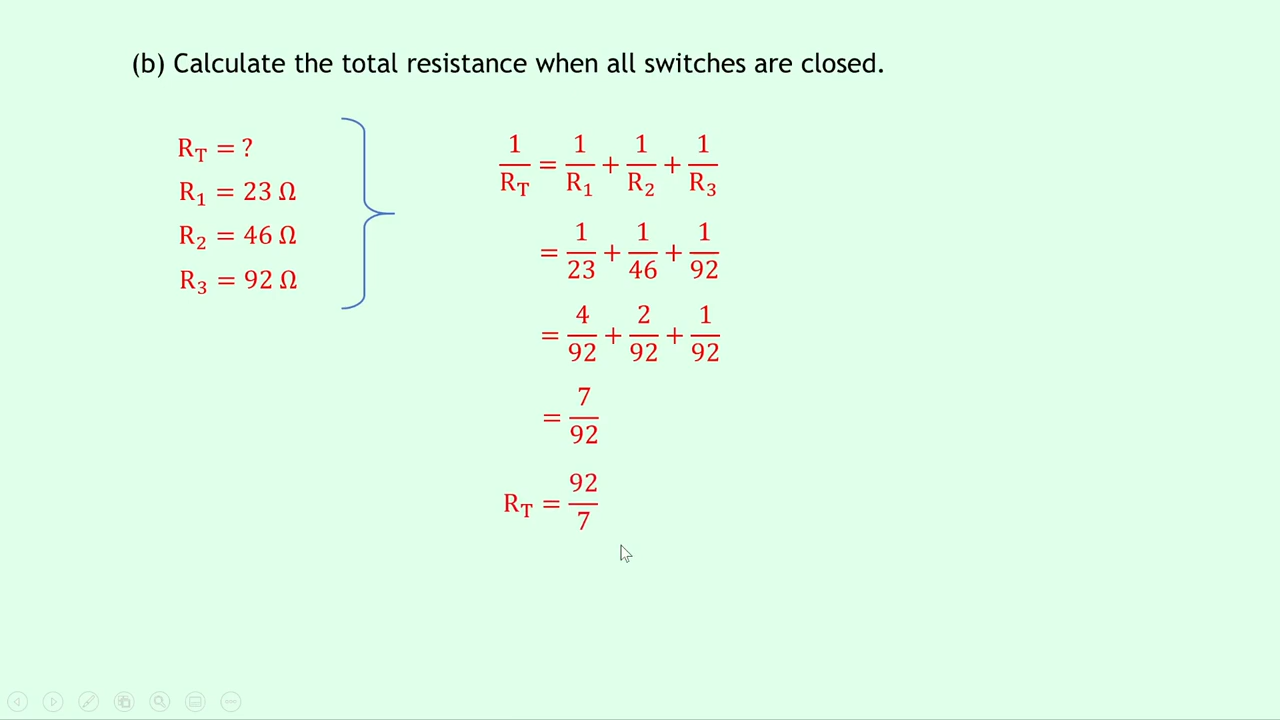 (b) Calculate the total resistance when all switches are closed.
R_T = ?
R_1 = 23 Ω
R_2 = 46 Ω
R_3 = 92 Ω
1/R_T = 1/R_1 + 1/R_2 + 1/R_3
= 1/23 + 1/46 + 1/92
= 4/92 + 2/92 + 1/92
= 7/92
R_T = 92/7